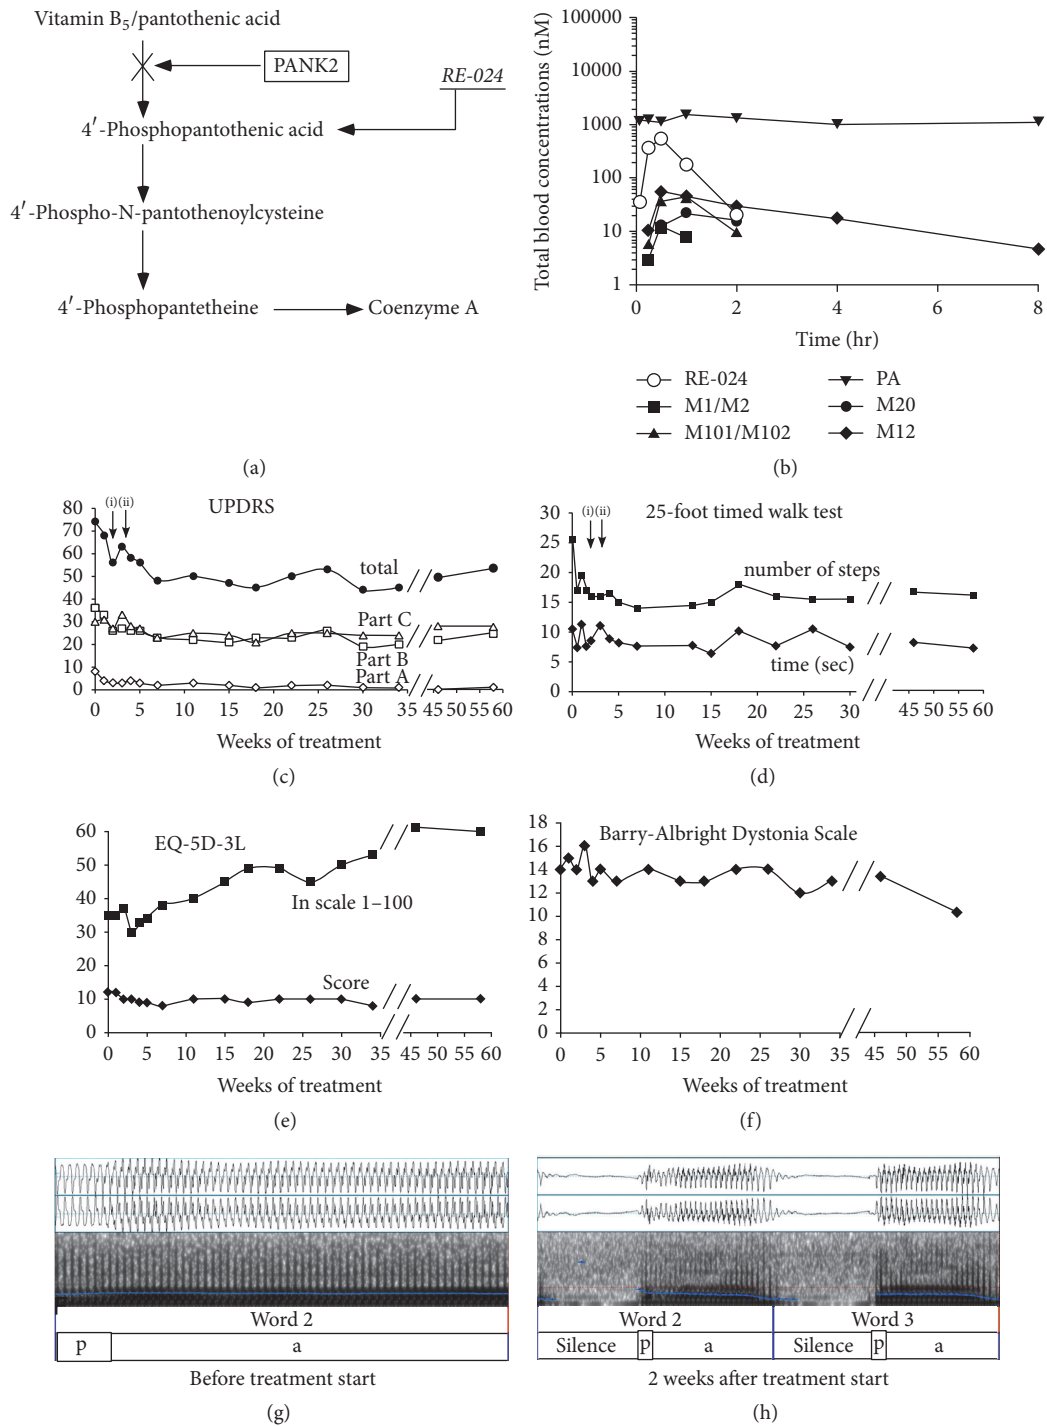 Vitamin B5/pantothenic acid
PANK2
RE-024
4′-Phosphopantothenic acid
4′-Phospho-N-pantothenoylcysteine
4′-Phosphopantetheine
Coenzyme A
(a)
Total blood concentrations (nM)
100000
10000
1000
100
10
1
0 2 4 6 8
Time (hr)
RE-024 PA
M1/M2 M20
M101/M102 M12
(b)
UPDRS
(i) (ii)
80
70
60
50
40
30
20
10
0
total
Part C
Part B
Part A
0 5 10 15 20 25 30 35 45 50 55 60
Weeks of treatment
(c)
25-foot timed walk test
(i) (ii)
30
25
20
15
10
5
0
number of steps
time (sec)
0 5 10 15 20 25 30 45 50 55 60
Weeks of treatment
(d)
EQ-5D-3L
60
50
40
30
20
10
0
In scale 1–100
Score
0 5 10 15 20 25 30 35 45 50 55 60
Weeks of treatment
(e)
Barry-Albright Dystonia Scale
18
16
14
12
10
8
6
4
2
0
0 5 10 15 20 25 30 35 45 50 55 60
Weeks of treatment
(f)
Word 2
p a
Before treatment start
(g)
Word 2 Word 3
Silence p a Silence p a
2 weeks after treatment start
(h)